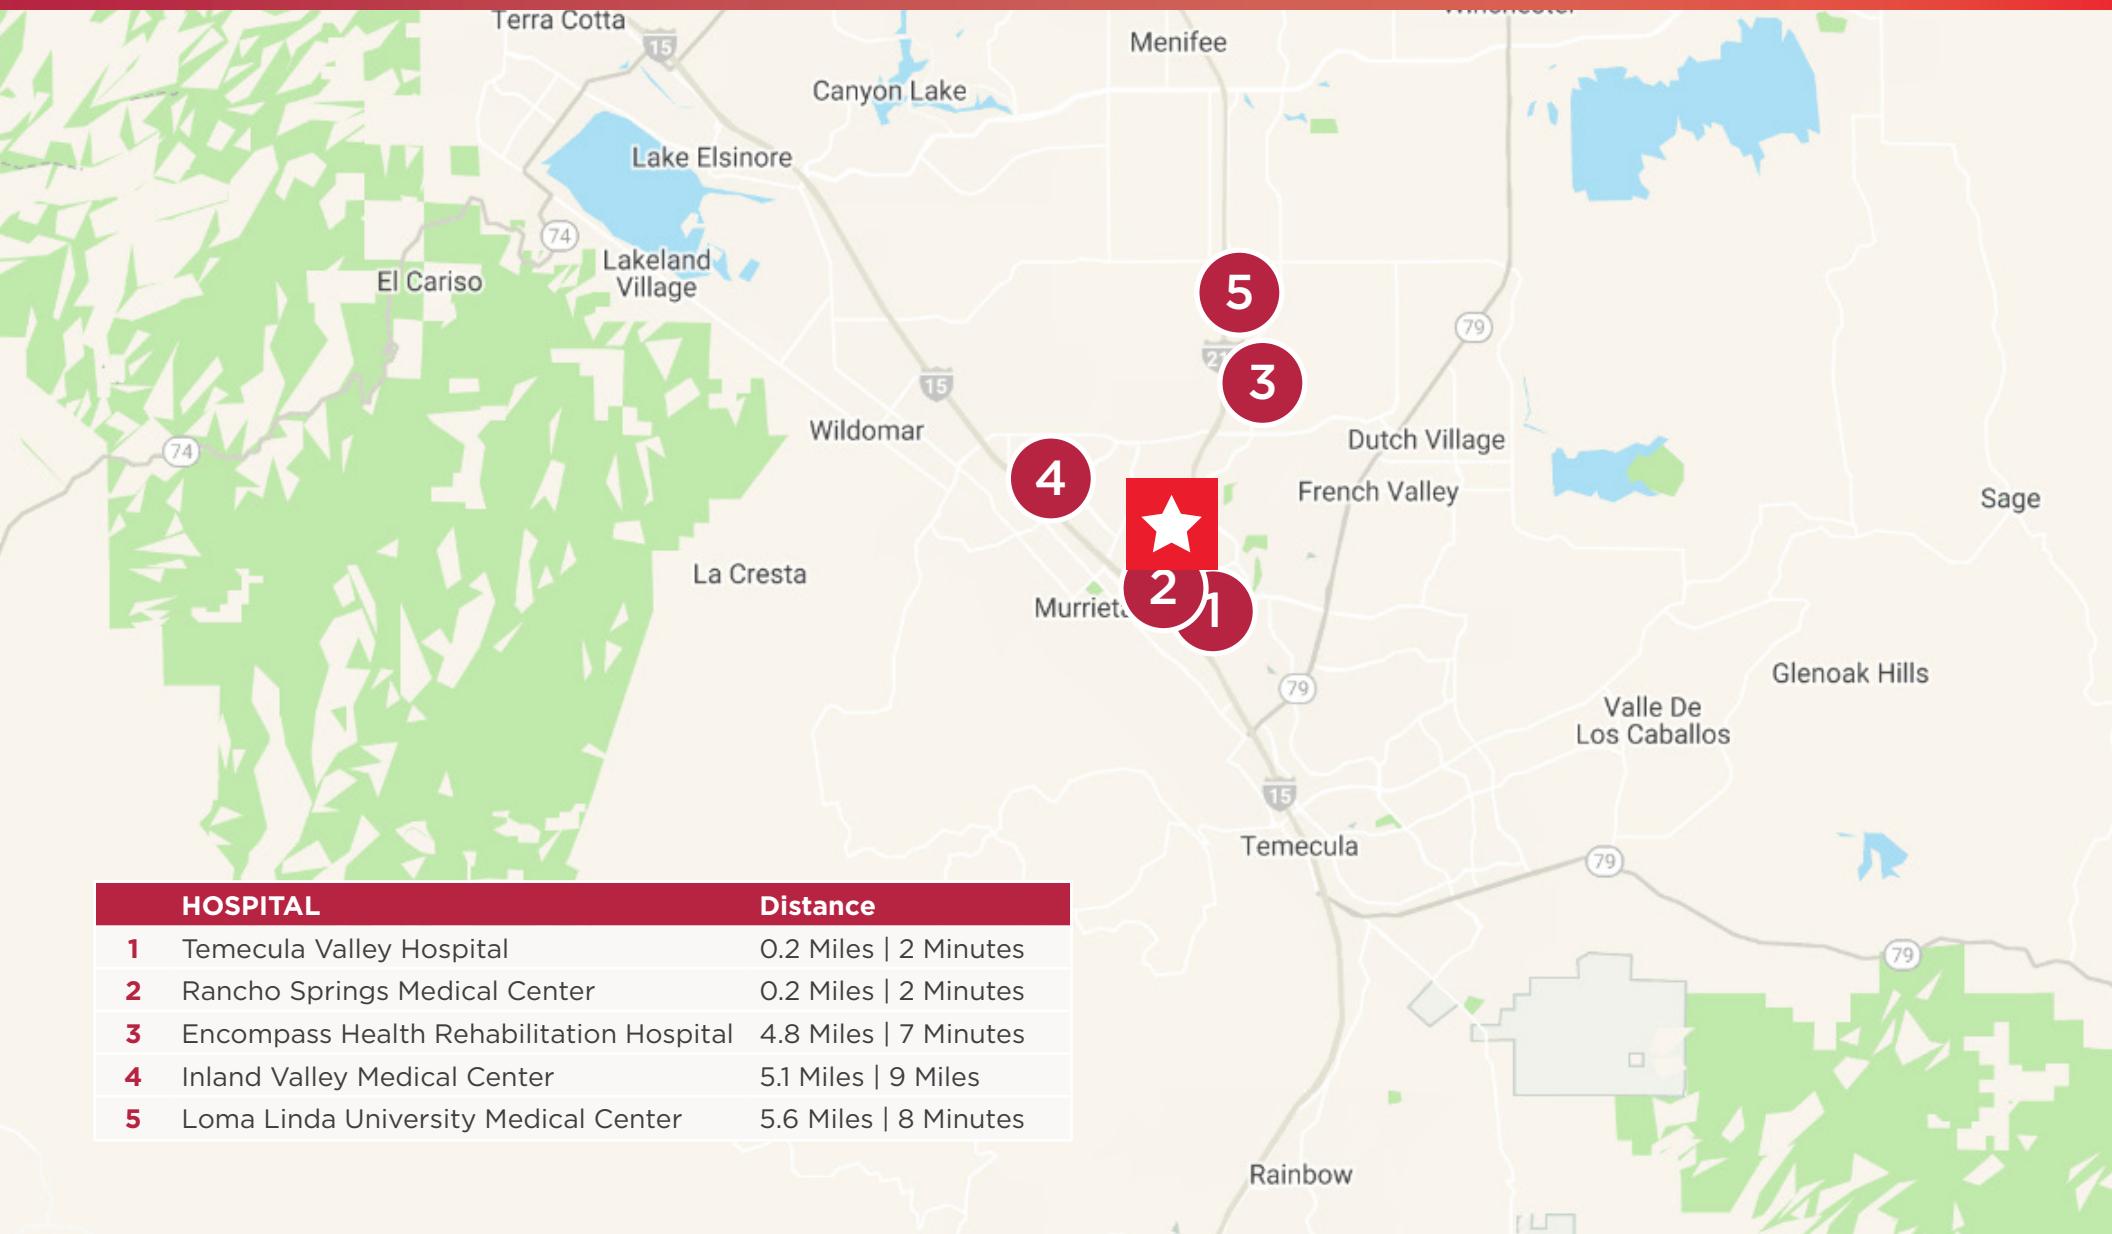 Terra Cotta
15
Menifee
Canyon Lake
Lake Elsinore
74
Lakeland
Village
El Cariso
5
79
3
15
Wildomar
Dutch Village
74
4
French Valley
Sage
La Cresta
2
1
79
Glenoak Hills
Valle De
Los Caballos
15
Temecula
79
HOSPITAL Distance
1 Temecula Valley Hospital 0.2 Miles | 2 Minutes
2 Rancho Springs Medical Center 0.2 Miles | 2 Minutes
3 Encompass Health Rehabilitation Hospital 4.8 Miles | 7 Minutes
4 Inland Valley Medical Center 5.1 Miles | 9 Miles
5 Loma Linda University Medical Center 5.6 Miles | 8 Minutes
79
Rainbow